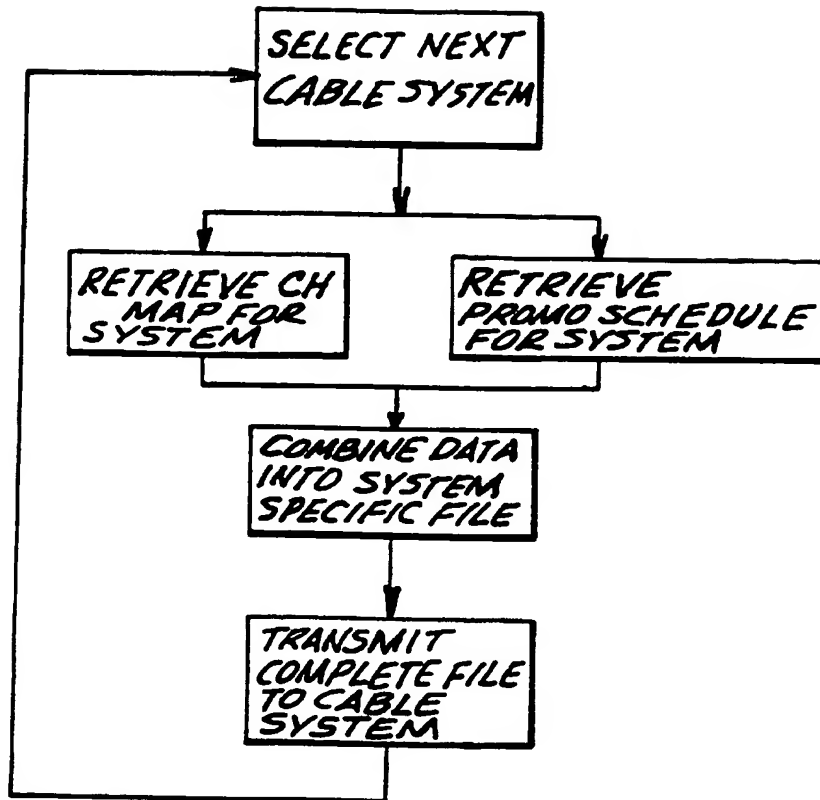 SELECT NEXT
CABLE SYSTEM
RETRIEVE CH
MAP FOR
SYSTEM
RETRIEVE
PROMO SCHEDULE
FOR SYSTEM
COMBINE DATA
INTO SYSTEM
SPECIFIC FILE
TRANSMIT
COMPLETE FILE
TO CABLE
SYSTEM